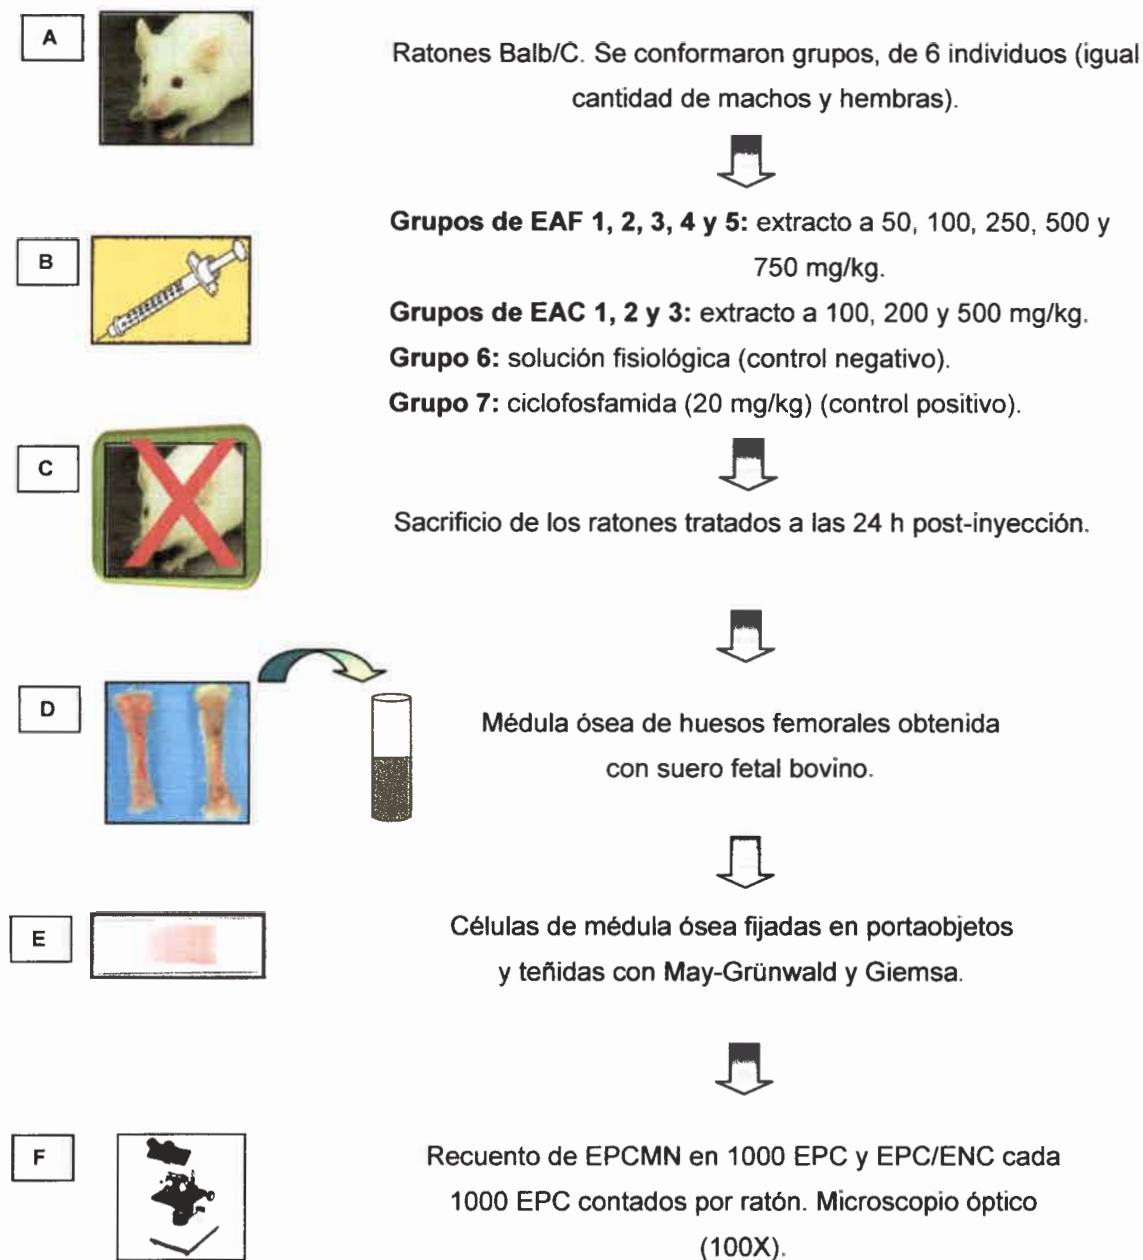 A
Ratones Balb/C. Se conformaron grupos, de 6 individuos (igual
cantidad de machos y hembras).
B
Grupos de EAF 1, 2, 3, 4 y 5: extracto a 50, 100, 250, 500 y
750 mg/kg.
Grupos de EAC 1, 2 y 3: extracto a 100, 200 y 500 mg/kg.
Grupo 6: solución fisiológica (control negativo).
Grupo 7: ciclofosfamida (20 mg/kg) (control positivo).
C
Sacrificio de los ratones tratados a las 24 h post-inyección.
D
Médula ósea de huesos femorales obtenida
con suero fetal bovino.
E
Células de médula ósea fijadas en portaobjetos
y teñidas con May-Grünwald y Giemsa.
F
Recuento de EPCMN en 1000 EPC y EPC/ENC cada
1000 EPC contados por ratón. Microscopio óptico
(100X).